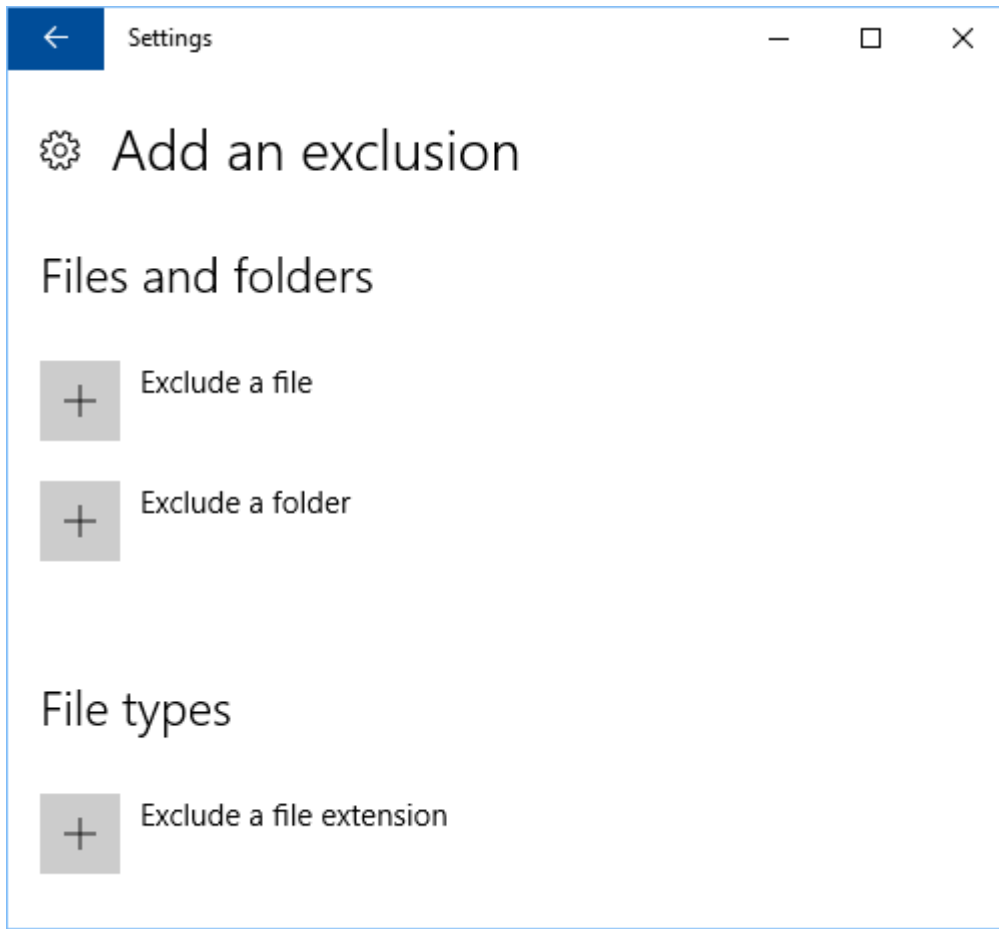 Settings
Add an exclusion
Files and folders
Exclude a file
Exclude a folder
File types
Exclude a file extension